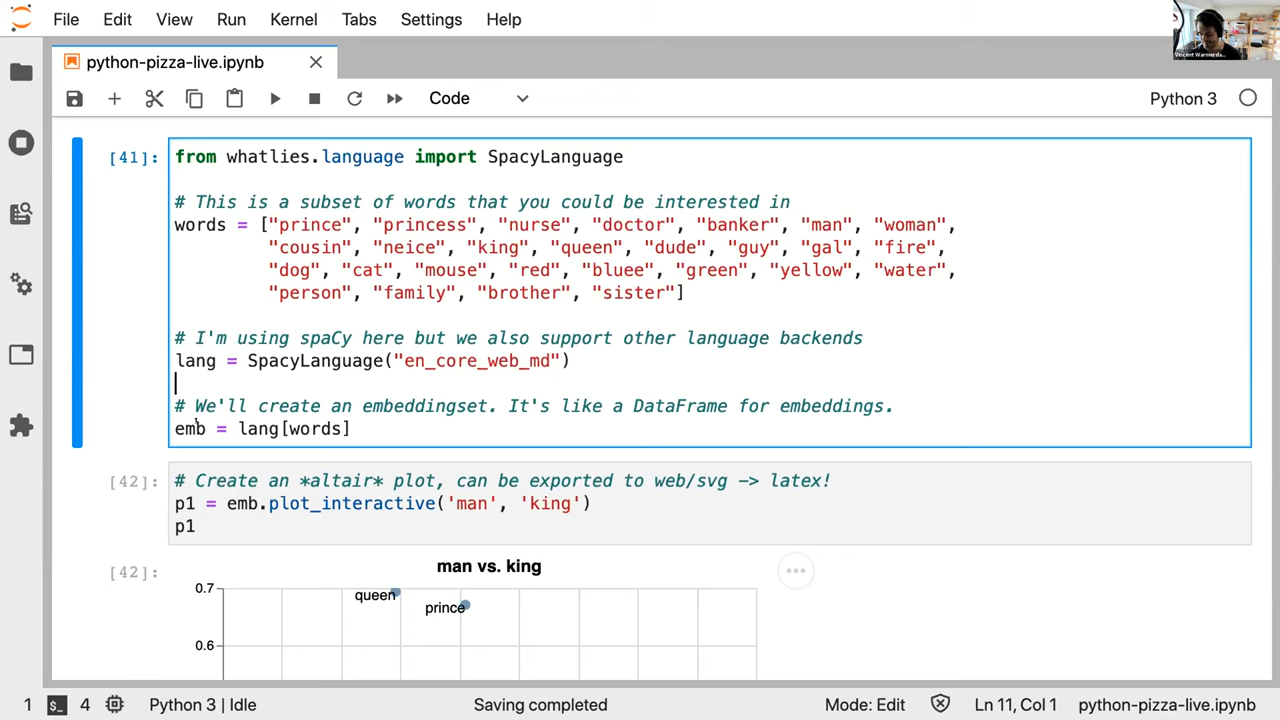 File Edit View Run Kernel Tabs Settings Help
Vincent Warmerda...
python-pizza-live.ipynb
Code
Python 3
[41]:
from whatlies.language import SpacyLanguage
# This is a subset of words that you could be interested in
words = ["prince", "princess", "nurse", "doctor", "banker", "man", "woman",
"cousin", "neice", "king", "queen", "dude", "guy", "gal", "fire",
"dog", "cat", "mouse", "red", "bluee", "green", "yellow", "water",
"person", "family", "brother", "sister"]
# I'm using spaCy here but we also support other language backends
lang = SpacyLanguage("en_core_web_md")
# We'll create an embeddingset. It's like a DataFrame for embeddings.
emb = lang[words]
[42]:
# Create an *altair* plot, can be exported to web/svg -> latex!
p1 = emb.plot_interactive('man', 'king')
p1
[42]:
man vs. king
0.7
queen
prince
0.6
1 $_ 4 Python 3 | Idle Saving completed Mode: Edit Ln 11, Col 1 python-pizza-live.ipynb